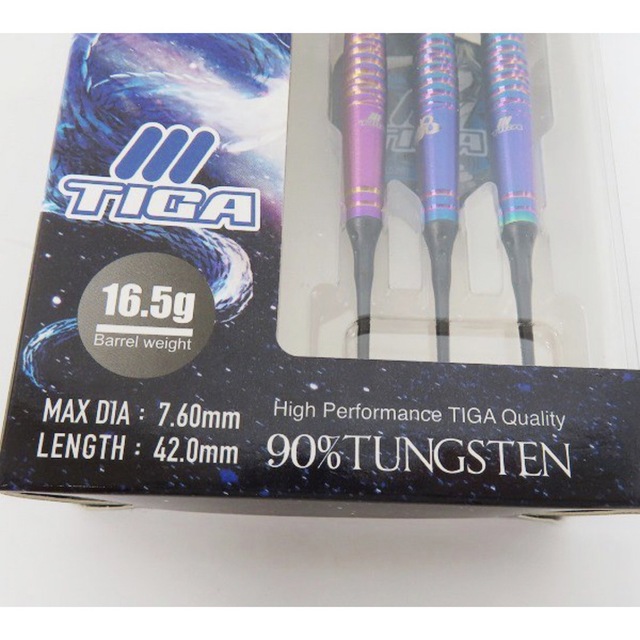 TIGA
16.5g
Barrel weight
MAX DIA : 7.60mm
LENGTH : 42.0mm
High Performance TIGA Quality
90%TUNGSTEN